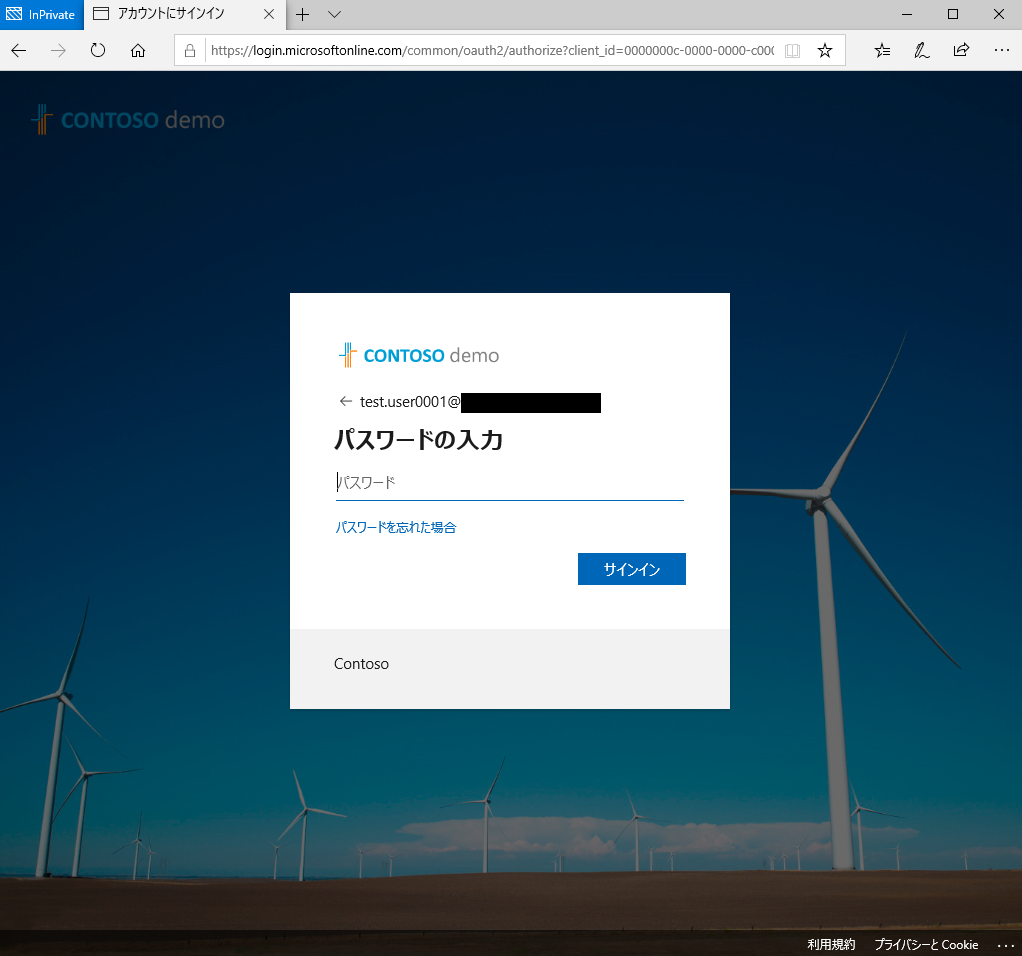 InPrivate
アカウントにサインイン
https://login.microsoftonline.com/common/oauth2/authorize?client_id=0000000c-0000-0000-c00
CONTOSO demo
CONTOSO demo
test.user0001@
パスワードの入力
パスワード
パスワードを忘れた場合
サインイン
Contoso
利用規約 プライバシーと Cookie ...